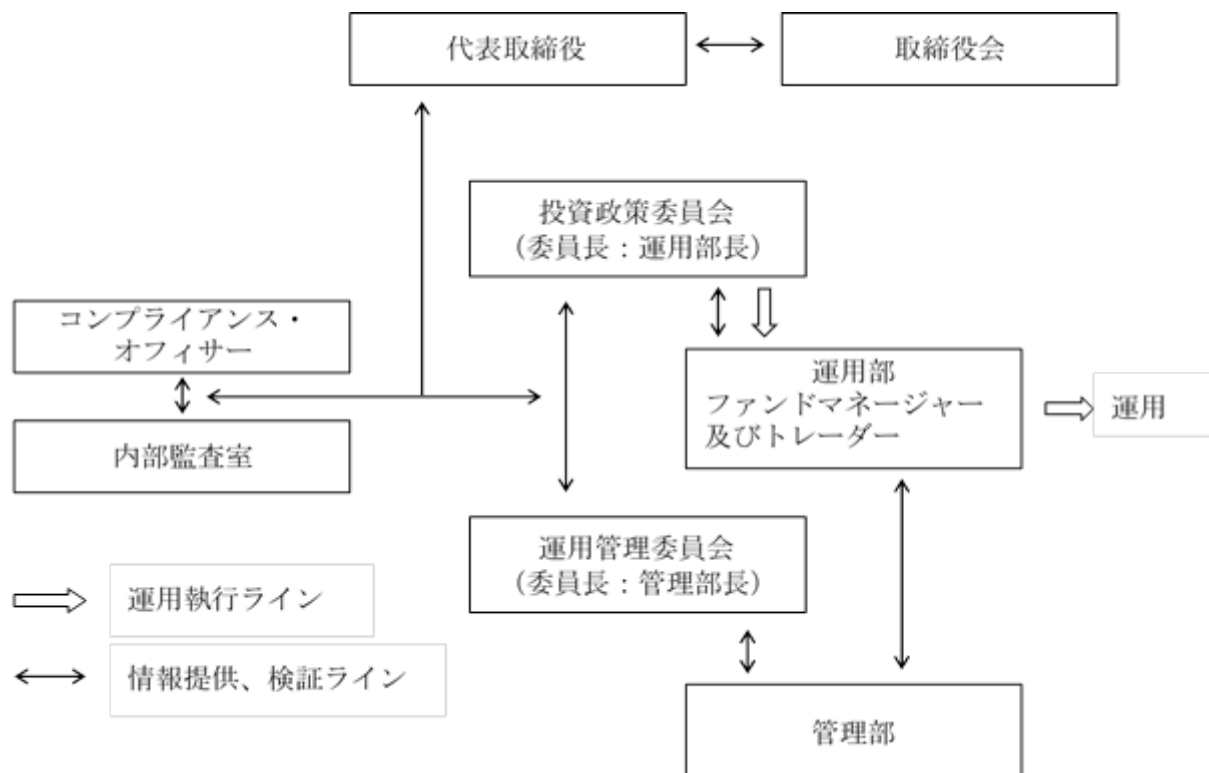 代表取締役
取締役会
投資政策委員会
（委員長：運用部長）
コンプライアンス・
オフィサー
内部監査室
運用部
ファンドマネージャー
及びトレーダー
運用
運用管理委員会
（委員長：管理部長）
運用執行ライン
情報提供、検証ライン
管理部